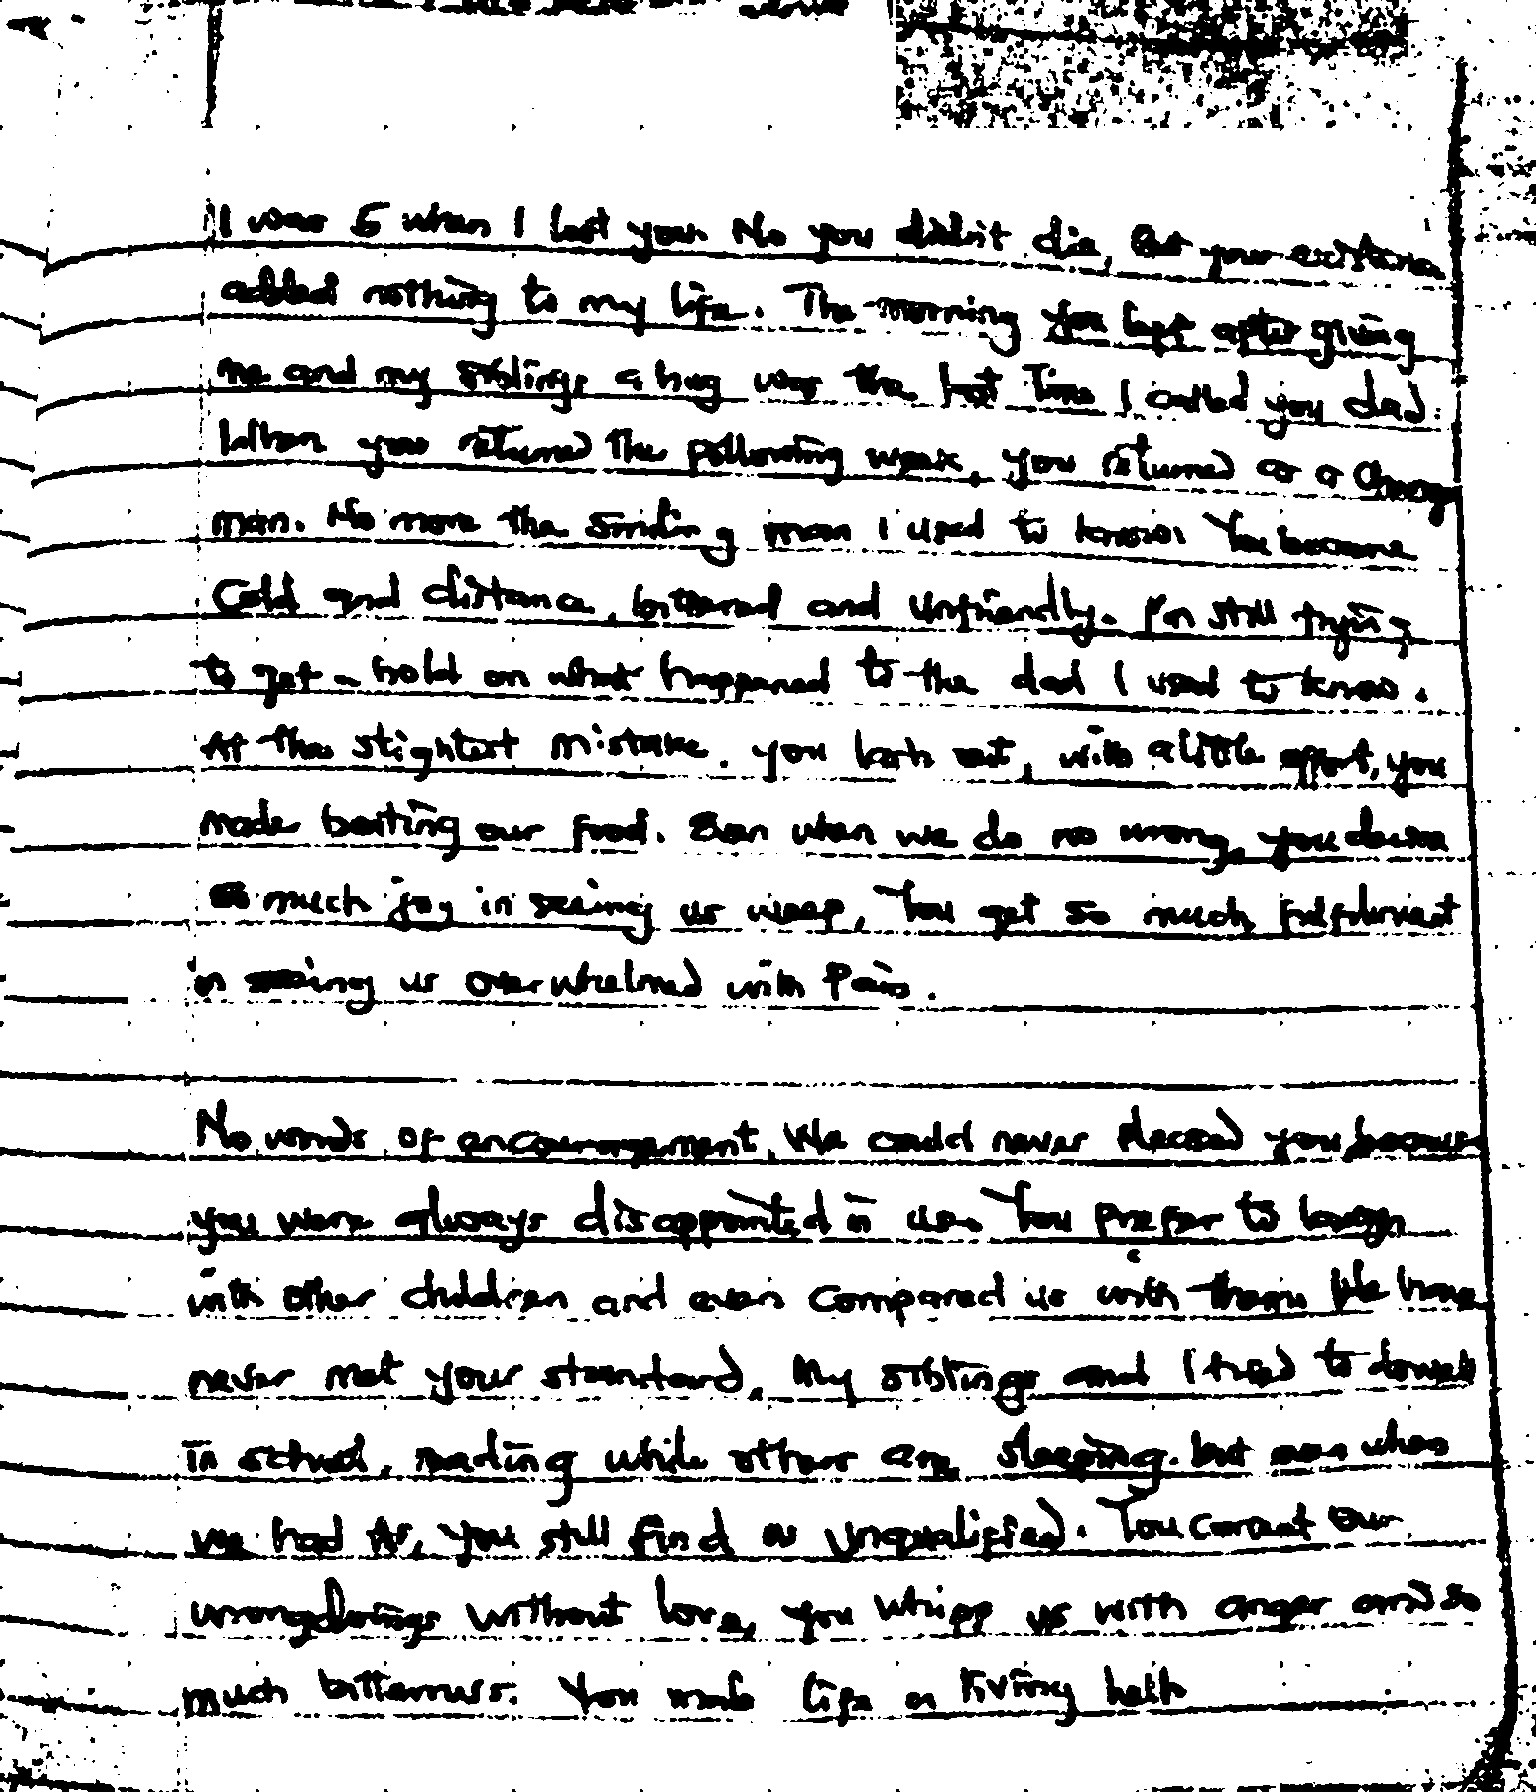 I was 5 when I lost you. No you didn't die, But your existence
added nothing to my life. The morning you left after giving
me and my siblings a hug was the last Time I called you dad.
When you returned the following week, you returned as a Change
man. No more the smiling man I used to know. You became
Cold and distance, bittered and unfriendly. I'm still trying
to get a hold on what happened to the dad I used to know.
At the slightest mistake. you lash out, with a little effort, you
made beating our food. Even when we do no wrong, you derive
so much joy in seeing us weep, You get so much fulfilment
in seeing us overwhelmed with Pain.
No words of encouragement. We could never pleased you because
you were always disappointed in us. You prefer to laugh
with other children and even compared us with them. We have
never met your standard. My siblings and I tried to do well
in school, reading while others are sleeping. but even when
we had As, you still find us unqualified. You correct our
wrongdoings without love, you whipp us with anger and so
much bitterness. You made life a living hell